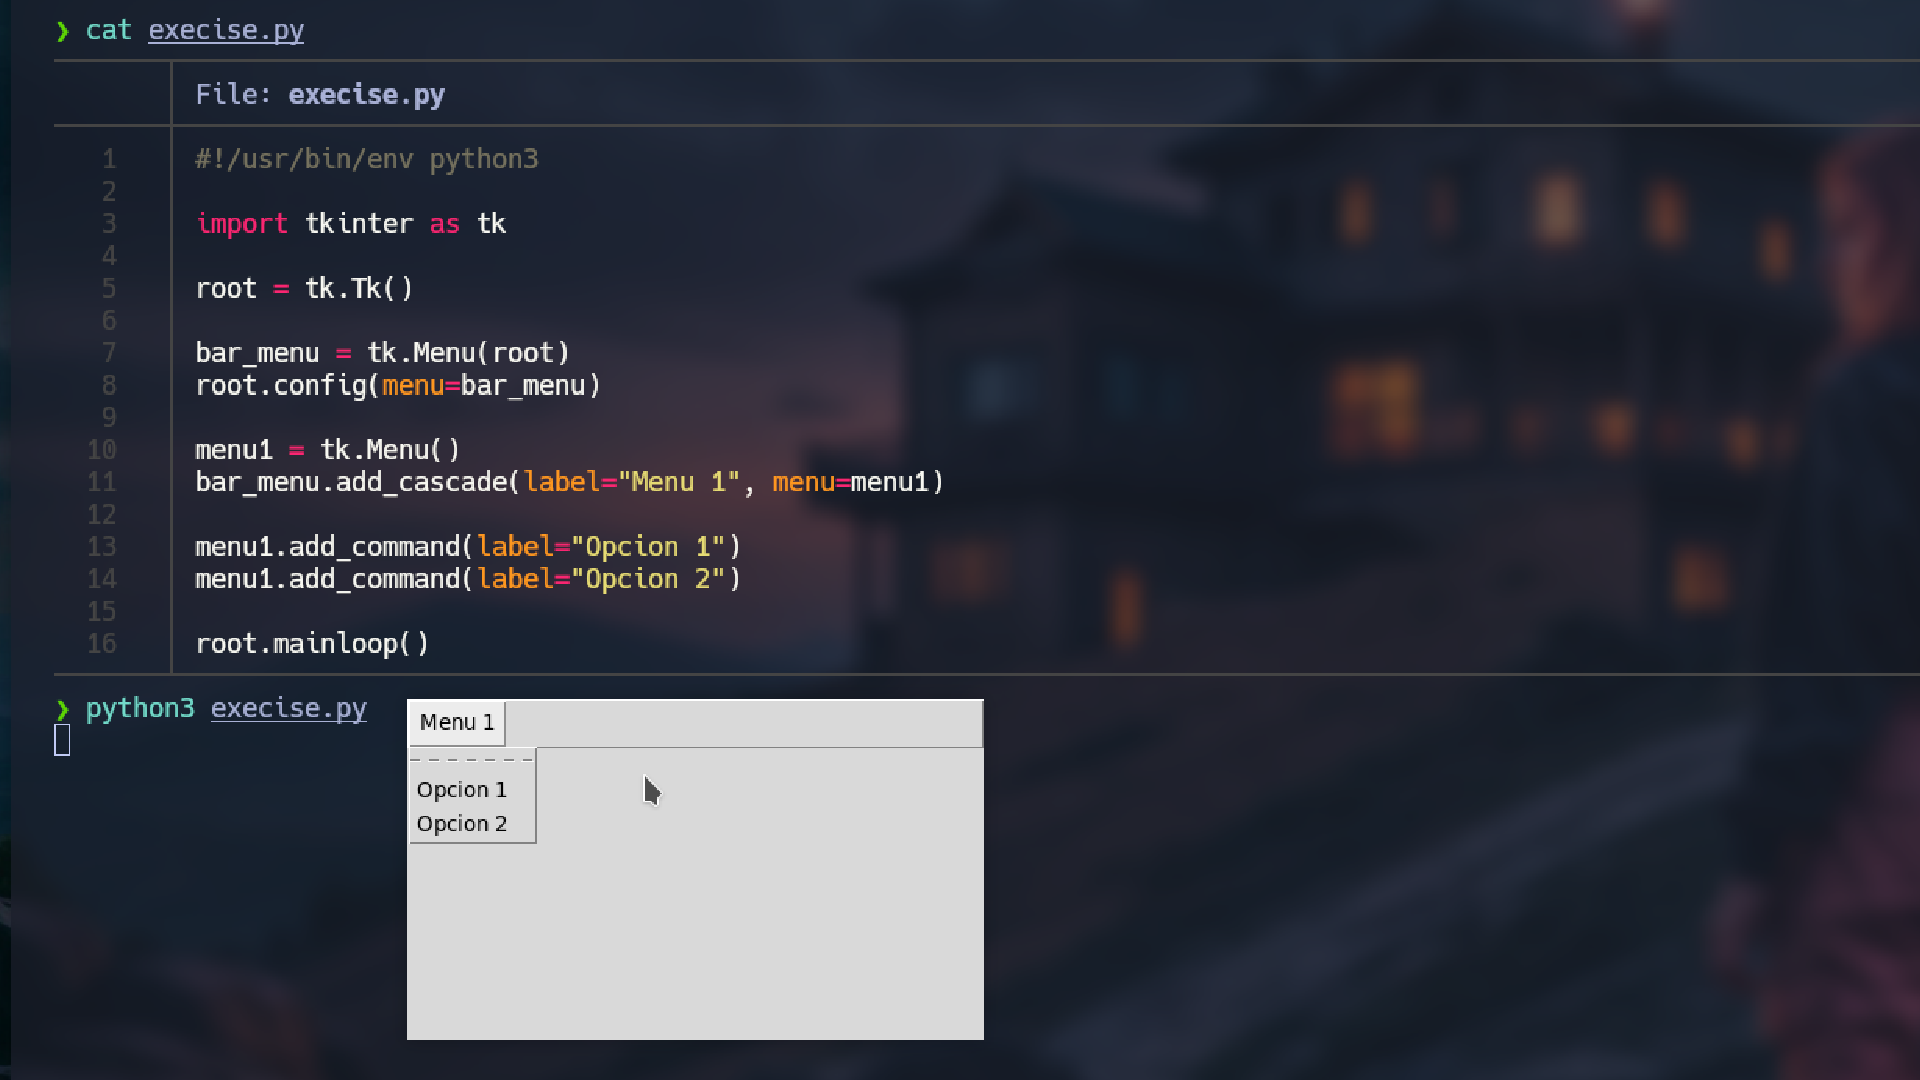 ❯ cat execise.py
File: execise.py
1 #!/usr/bin/env python3
2
3 import tkinter as tk
4
5 root = tk.Tk()
6
7 bar_menu = tk.Menu(root)
8 root.config(menu=bar_menu)
9
10 menu1 = tk.Menu()
11 bar_menu.add_cascade(label="Menu 1", menu=menu1)
12
13 menu1.add_command(label="Opcion 1")
14 menu1.add_command(label="Opcion 2")
15
16 root.mainloop()
❯ python3 execise.py
Menu 1
Opcion 1
Opcion 2